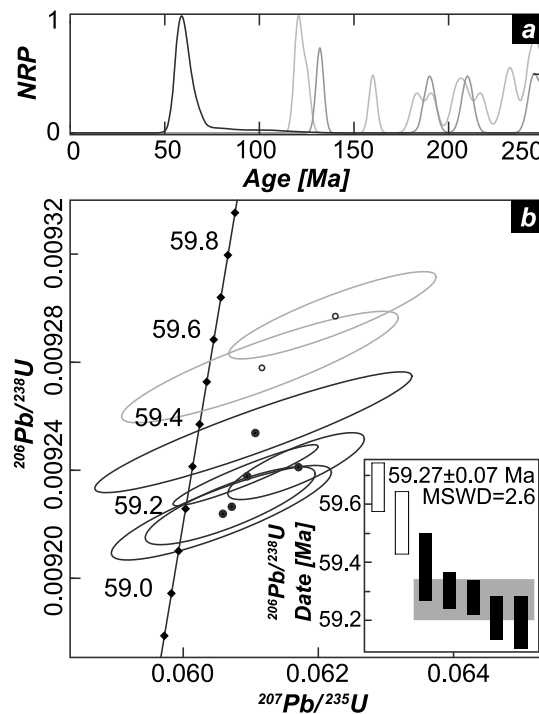 a
NRP
1
0
0 50 100 150 200 250
Age [Ma]
b
206Pb/238U
0.00932
0.00928
0.00924
0.00920
59.8
59.6
59.4
59.2
59.0
59.27±0.07 Ma
MSWD=2.6
206Pb/238U
Date [Ma]
59.6
59.4
59.2
0.060 0.062 0.064
207Pb/235U